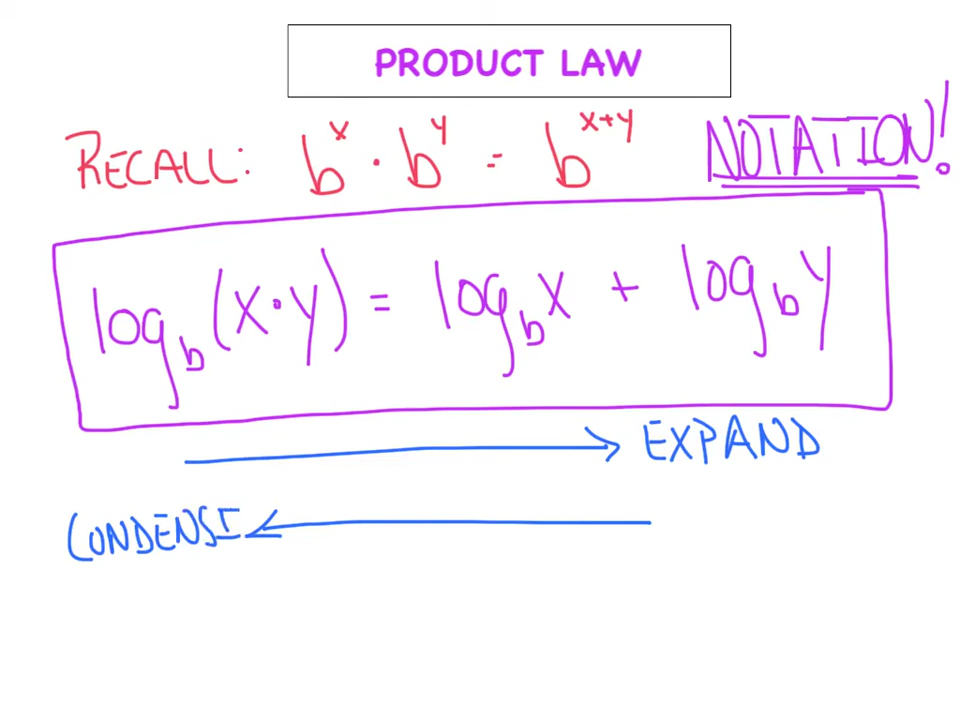 PRODUCT LAW
RECALL: b^x · b^y = b^(x+y) NOTATION!
log_b (x·y) = log_b x + log_b y
EXPAND
CONDENSE